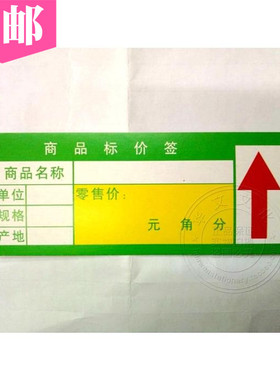 邮
商品标价签
商品名称
单位 零售价:
规格
产地 元 角 分